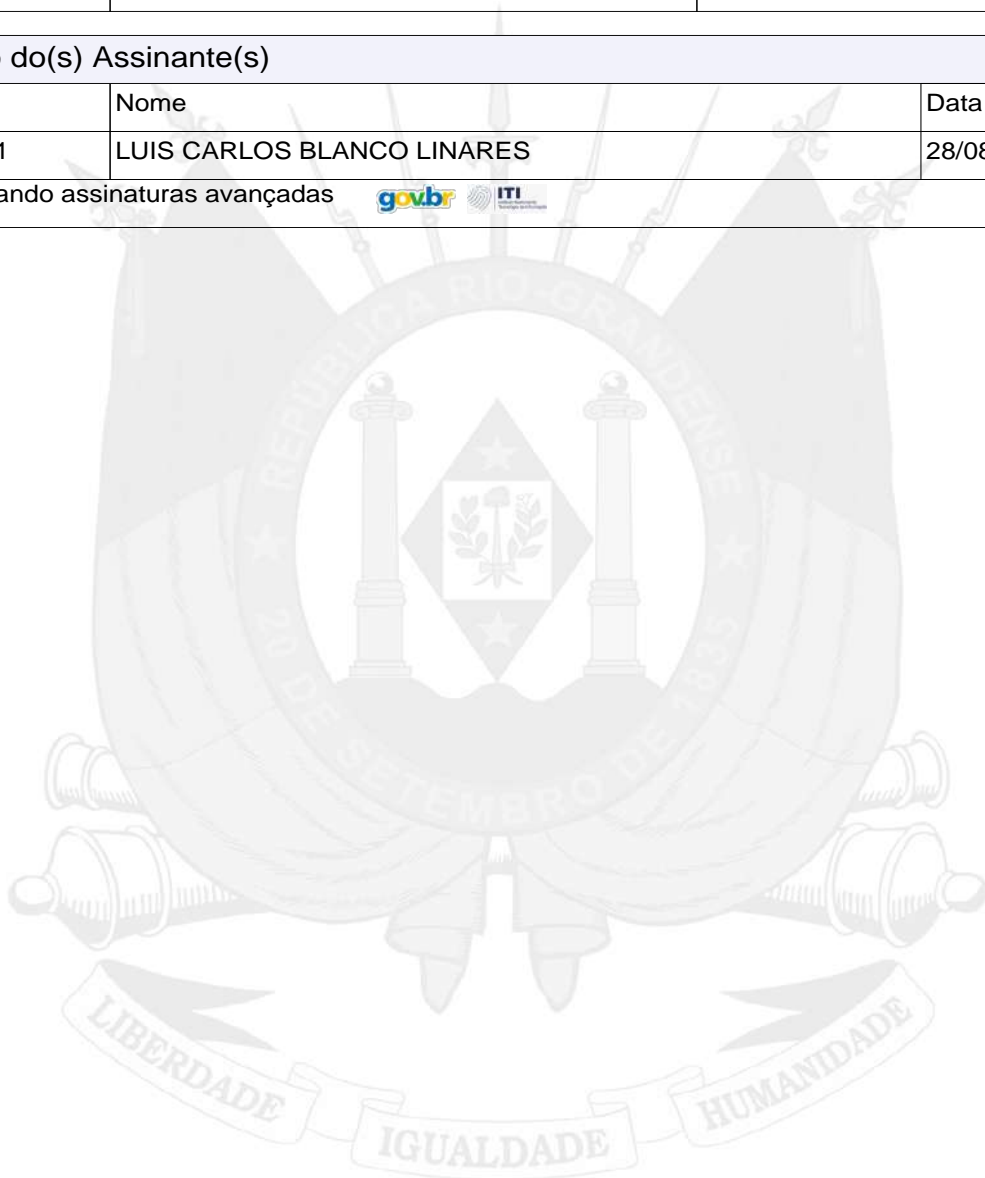 do(s) Assinante(s)
Nome
Data
1
LUIS CARLOS BLANCO LINARES
28/08
ando assinaturas avançadas
gov.br
ITI
REPÚBLICA RIO-GRANDENSE
20 DE SETEMBRO DE 1835
LIBERDADE
IGUALDADE
HUMANIDADE